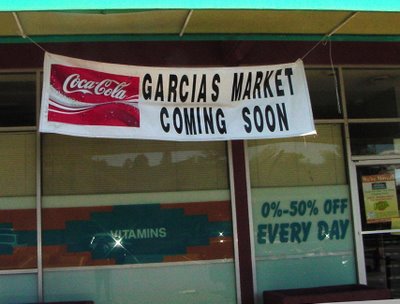 Coca-Cola
GARCIAS MARKET
COMING SOON
VITAMINS
0%-50% OFF
EVERY DAY